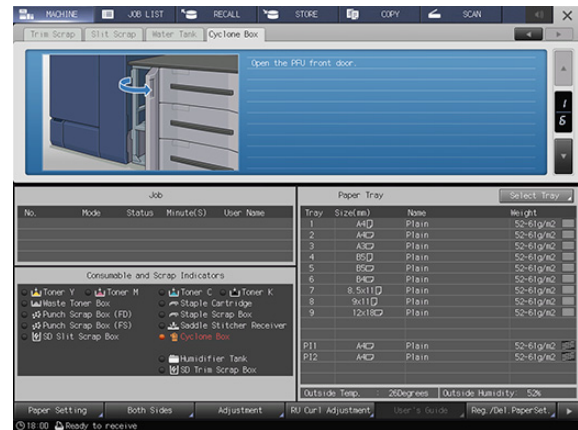 MACHINE JOB LIST RECALL STORE COPY SCAN
Trim Scrap Slit Scrap Water Tank Cyclone Box
Open the PFU front door.
1
6
Job
No. Mode Status Minute(S) User Name
Consumable and Scrap Indicators
Toner Y Toner M Toner C Toner K
Waste Toner Box Staple Cartridge
Punch Scrap Box (FD) Staple Scrap Box
Punch Scrap Box (FS) Saddle Stitcher Receiver
SD Slit Scrap Box Cyclone Box
Humidifier Tank
SD Trim Scrap Box
Paper Tray Select Tray
Tray Size(mm) Name Weight
1 A4 Plain 52-61g/m2
2 A4 Plain 52-61g/m2
3 A3 Plain 52-61g/m2
4 B5 Plain 52-61g/m2
5 B5 Plain 52-61g/m2
6 B4 Plain 52-61g/m2
7 8.5x11 Plain 52-61g/m2
8 9x11 Plain 52-61g/m2
9 12x18 Plain 52-61g/m2
PI1 A4 Plain 52-61g/m2
PI2 A4 Plain 52-61g/m2
Outside Temp. : 26Degrees Outside Humidity: 52%
Paper Setting Both Sides Adjustment RU Curl Adjustment User's Guide Reg./Del.PaperSet.
18:00 Ready to receive